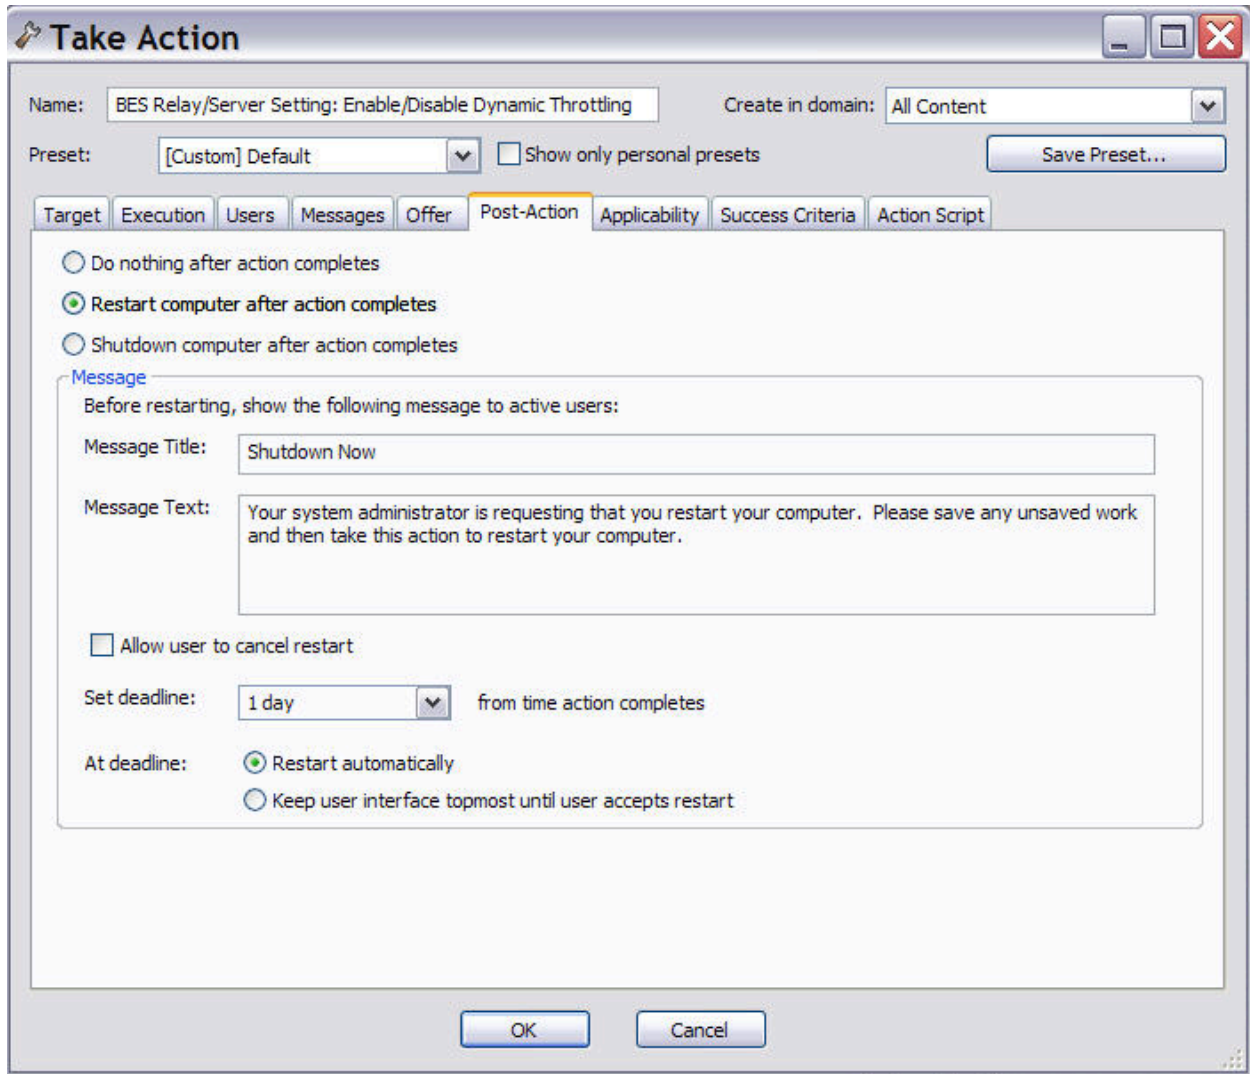 Take Action
Name: BES Relay/Server Setting: Enable/Disable Dynamic Throttling Create in domain: All Content
Preset: [Custom] Default Show only personal presets Save Preset...
Target Execution Users Messages Offer Post-Action Applicability Success Criteria Action Script
Do nothing after action completes
Restart computer after action completes
Shutdown computer after action completes
Message
Before restarting, show the following message to active users:
Message Title: Shutdown Now
Message Text: Your system administrator is requesting that you restart your computer. Please save any unsaved work
and then take this action to restart your computer.
Allow user to cancel restart
Set deadline: 1 day from time action completes
At deadline: Restart automatically
Keep user interface topmost until user accepts restart
OK Cancel